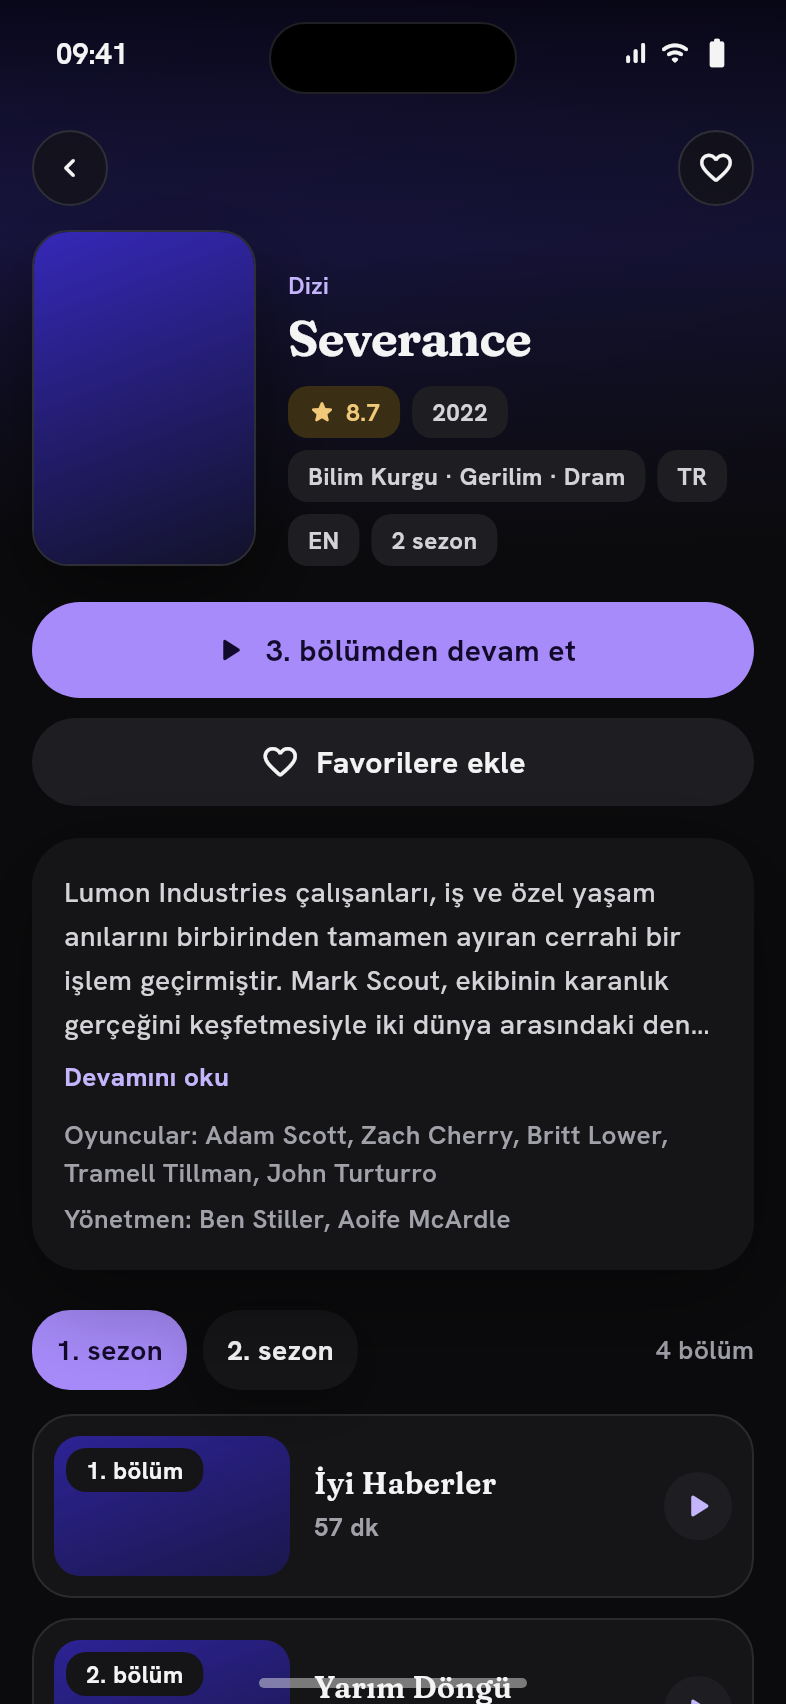 09:41
Dizi
Severance
8.7
2022
Bilim Kurgu · Gerilim · Dram
TR
EN
2 sezon
3. bölümden devam et
Favorilere ekle
Lumon Industries çalışanları, iş ve özel yaşam
anılarını birbirinden tamamen ayıran cerrahi bir
işlem geçirmiştir. Mark Scout, ekibinin karanlık
gerçeğini keşfetmesiyle iki dünya arasındaki den...
Devamını oku
Oyuncular: Adam Scott, Zach Cherry, Britt Lower,
Tramell Tillman, John Turturro
Yönetmen: Ben Stiller, Aoife McArdle
1. sezon
2. sezon
4 bölüm
1. bölüm
İyi Haberler
57 dk
2. bölüm
Yarım Döngü